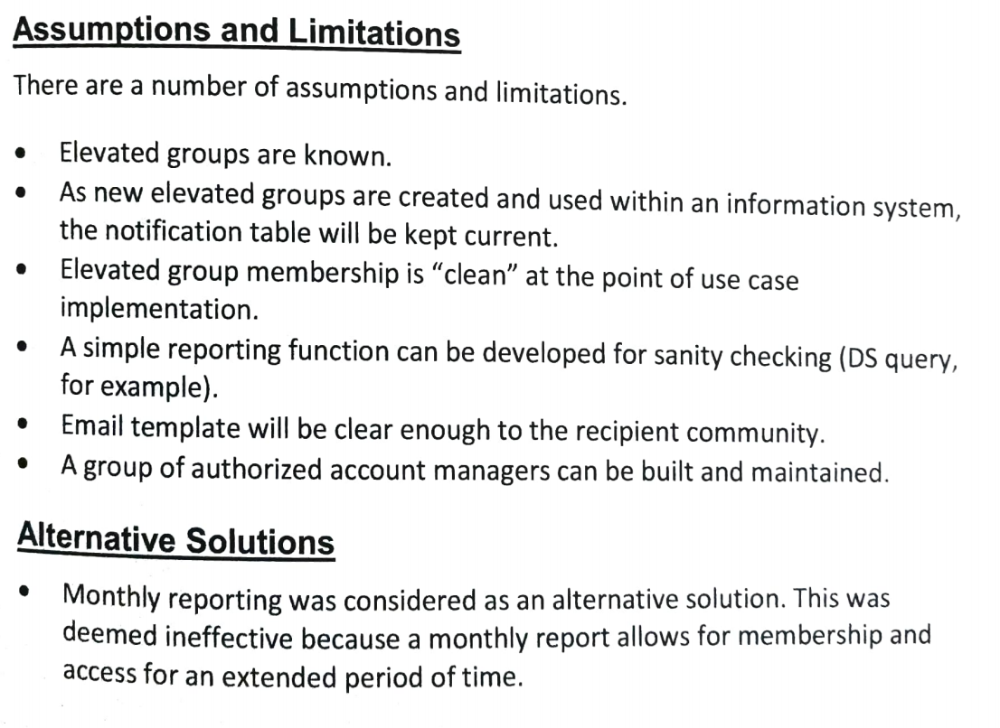 Assumptions and Limitations
There are a number of assumptions and limitations.
• Elevated groups are known.
• As new elevated groups are created and used within an information system,
the notification table will be kept current.
• Elevated group membership is “clean” at the point of use case
implementation.
• A simple reporting function can be developed for sanity checking (DS query,
for example).
• Email template will be clear enough to the recipient community.
• A group of authorized account managers can be built and maintained.
Alternative Solutions
• Monthly reporting was considered as an alternative solution. This was
deemed ineffective because a monthly report allows for membership and
access for an extended period of time.